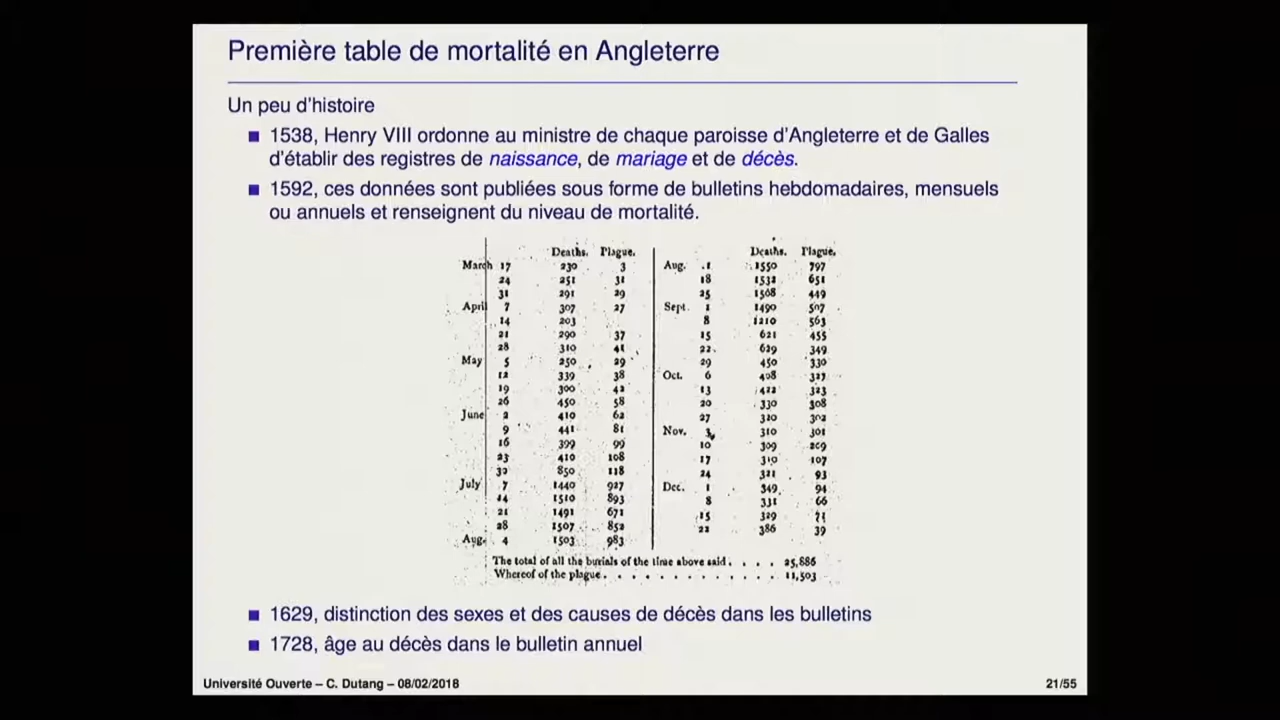 Première table de mortalité en Angleterre
Un peu d'histoire
1538, Henry VIII ordonne au ministre de chaque paroisse d'Angleterre et de Galles
d'établir des registres de naissance, de mariage et de décès.
1592, ces données sont publiées sous forme de bulletins hebdomadaires, mensuels
ou annuels et renseignent du niveau de mortalité.
Deaths. Plague.
March 17 230 3
24 251 31
31 291 29
April 7 307 27
14 203
21 290 37
28 310 41
May 5 250 29
12 339 38
19 300 42
26 450 58
June 2 410 62
9 441 81
16 399 99
23 410 108
30 850 118
July 7 1440 927
14 1510 893
21 1491 671
28 1507 852
Aug. 4 1503 983
Deaths. Plague.
Aug. 1550 797
18 1532 651
25 1508 449
Sept. 1 1490 507
8 1210 563
15 621 455
22. 629 349
29 450 330
Oct. 6 408 327
13 422 323
20 330 308
27 320 302
Nov. 3 310 301
10 309 209
17 310 107
24 321 93
Dec. 1 349. 94
8 331 66
15 329 71
22 386 39
The total of all the burials of the time above said . . . . 25,886
Whereof of the plague. . . . . . . . . . . . 11,503
1629, distinction des sexes et des causes de décès dans les bulletins
1728, âge au décès dans le bulletin annuel
Université Ouverte – C. Dutang – 08/02/2018
21/55